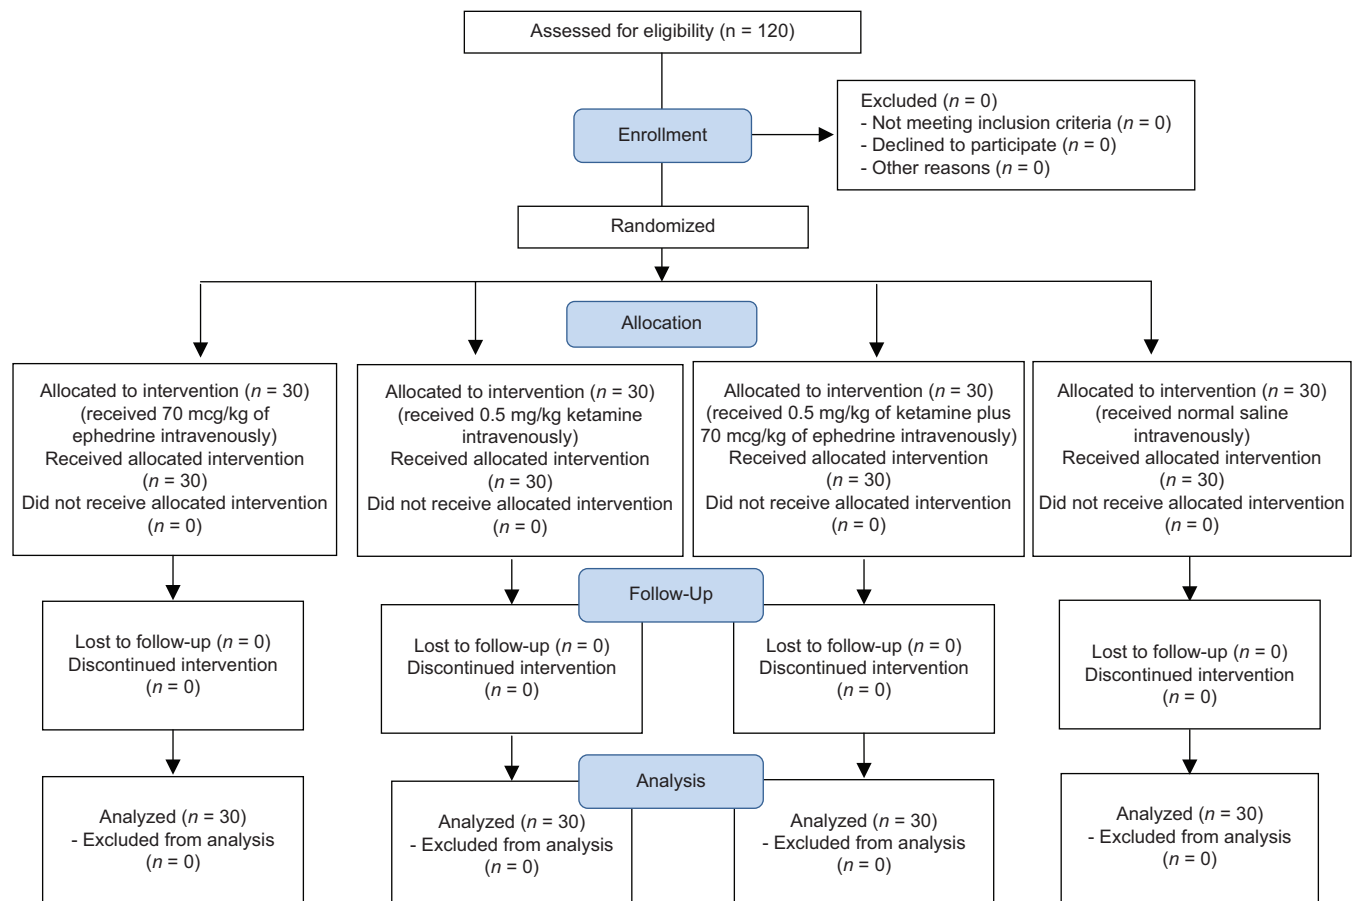 Assessed for eligibility (n = 120)
Enrollment
Excluded (n = 0)
- Not meeting inclusion criteria (n = 0)
- Declined to participate (n = 0)
- Other reasons (n = 0)
Randomized
Allocation
Allocated to intervention (n = 30)
(received 70 mcg/kg of
ephedrine intravenously)
Received allocated intervention
(n = 30)
Did not receive allocated intervention
(n = 0)
Allocated to intervention (n = 30)
(received 0.5 mg/kg ketamine
intravenously)
Received allocated intervention
(n = 30)
Did not receive allocated intervention
(n = 0)
Allocated to intervention (n = 30)
(received 0.5 mg/kg of ketamine plus
70 mcg/kg of ephedrine intravenously)
Received allocated intervention
(n = 30)
Did not receive allocated intervention
(n = 0)
Allocated to intervention (n = 30)
(received normal saline
intravenously)
Received allocated intervention
(n = 30)
Did not receive allocated intervention
(n = 0)
Follow-Up
Lost to follow-up (n = 0)
Discontinued intervention
(n = 0)
Lost to follow-up (n = 0)
Discontinued intervention
(n = 0)
Lost to follow-up (n = 0)
Discontinued intervention
(n = 0)
Lost to follow-up (n = 0)
Discontinued intervention
(n = 0)
Analysis
Analyzed (n = 30)
- Excluded from analysis
(n = 0)
Analyzed (n = 30)
- Excluded from analysis
(n = 0)
Analyzed (n = 30)
- Excluded from analysis
(n = 0)
Analyzed (n = 30)
- Excluded from analysis
(n = 0)